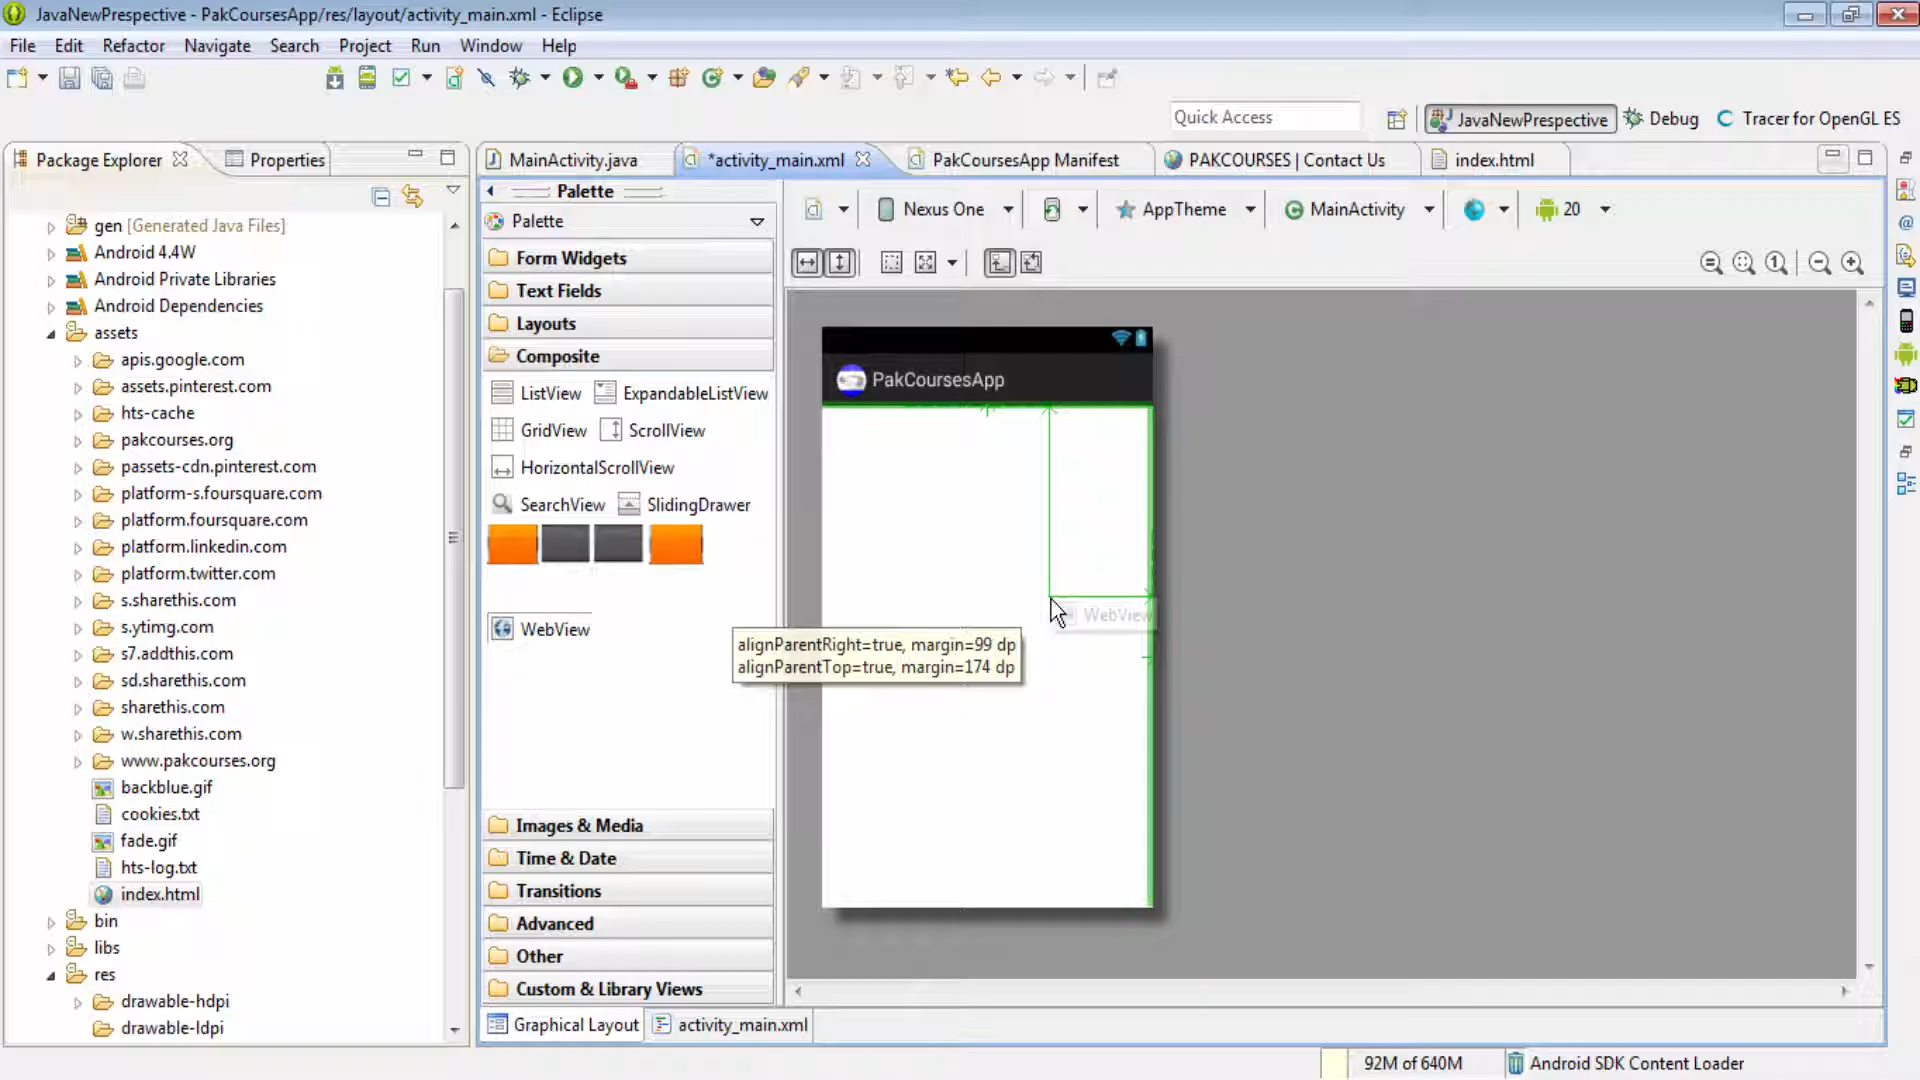 JavaNewPrespective - PakCoursesApp/res/layout/activity_main.xml - Eclipse
File Edit Refactor Navigate Search Project Run Window Help
Quick Access
JavaNewPrespective
Debug
Tracer for OpenGL ES
Package Explorer
Properties
MainActivity.java
*activity_main.xml
PakCoursesApp Manifest
PAKCOURSES | Contact Us
index.html
gen [Generated Java Files]
Android 4.4W
Android Private Libraries
Android Dependencies
assets
apis.google.com
assets.pinterest.com
hts-cache
pakcourses.org
passets-cdn.pinterest.com
platform-s.foursquare.com
platform.foursquare.com
platform.linkedin.com
platform.twitter.com
s.sharethis.com
s.ytimg.com
s7.addthis.com
sd.sharethis.com
sharethis.com
w.sharethis.com
www.pakcourses.org
backblue.gif
cookies.txt
fade.gif
hts-log.txt
index.html
bin
libs
res
drawable-hdpi
drawable-ldpi
Palette
Palette
Form Widgets
Text Fields
Layouts
Composite
ListView ExpandableListView
GridView ScrollView
HorizontalScrollView
SearchView SlidingDrawer
WebView
Images & Media
Time & Date
Transitions
Advanced
Other
Custom & Library Views
Nexus One
AppTheme
MainActivity
20
PakCoursesApp
WebView
alignParentRight=true, margin=99 dp
alignParentTop=true, margin=174 dp
Graphical Layout
activity_main.xml
92M of 640M
Android SDK Content Loader